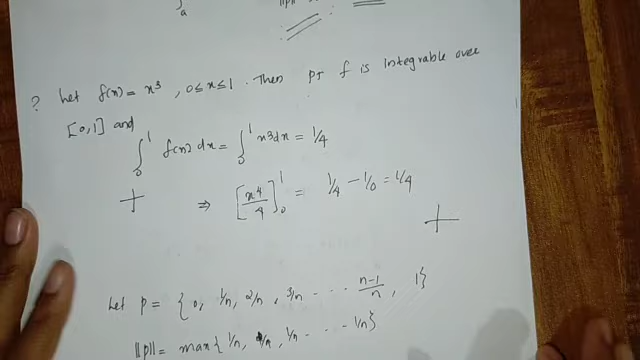 ? Let f(x) = x³ , 0 ≤ x ≤ 1 . Then PT f is integrable over
[0,1] and
∫₀¹ f(x) dx = ∫₀¹ x³dx = 1/4
⇒ [x⁴/4]₀¹ = 1/4 − 1/0 = 1/4
Let p = { 0, 1/n, 2/n, 3/n ... n-1/n , 1}
||p|| = max{ 1/n, 1/n, 1/n ... 1/n}